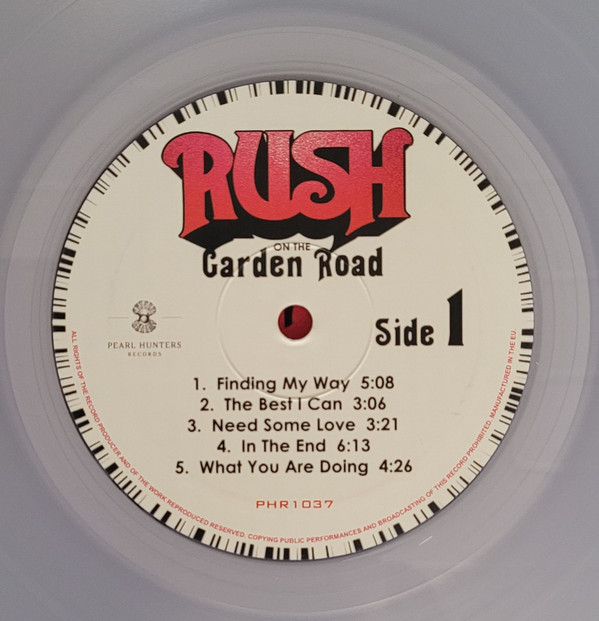 RUSH
ON THE
Garden Road
Side 1
PEARL HUNTERS
RECORDS
1. Finding My Way 5:08
2. The Best I Can 3:06
3. Need Some Love 3:21
4. In The End 6:13
5. What You Are Doing 4:26
PHR1037
ALL RIGHTS OF THE RECORD PRODUCER AND OF THE WORK REPRODUCED RESERVED. COPYING PUBLIC PERFORMANCES AND BROADCASTING OF THIS RECORD PROHIBITED. MANUFACTURED IN THE EU.